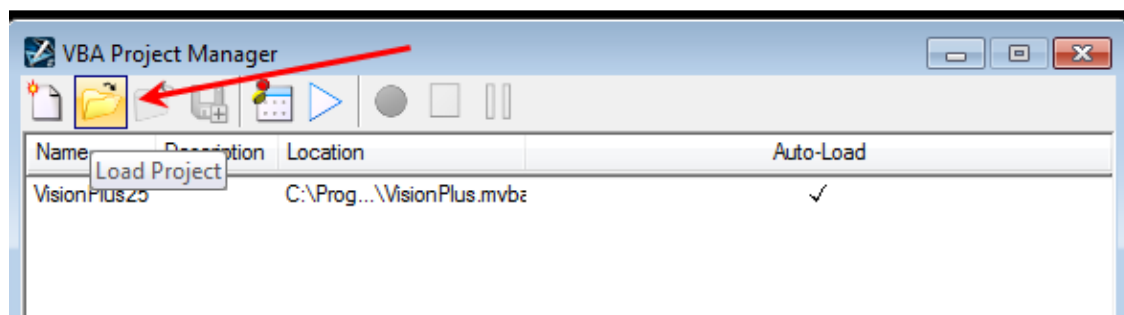 VBA Project Manager
Name Description Location Auto-Load
Load Project
VisionPlus25 C:\Prog...\VisionPlus.mvba ✓